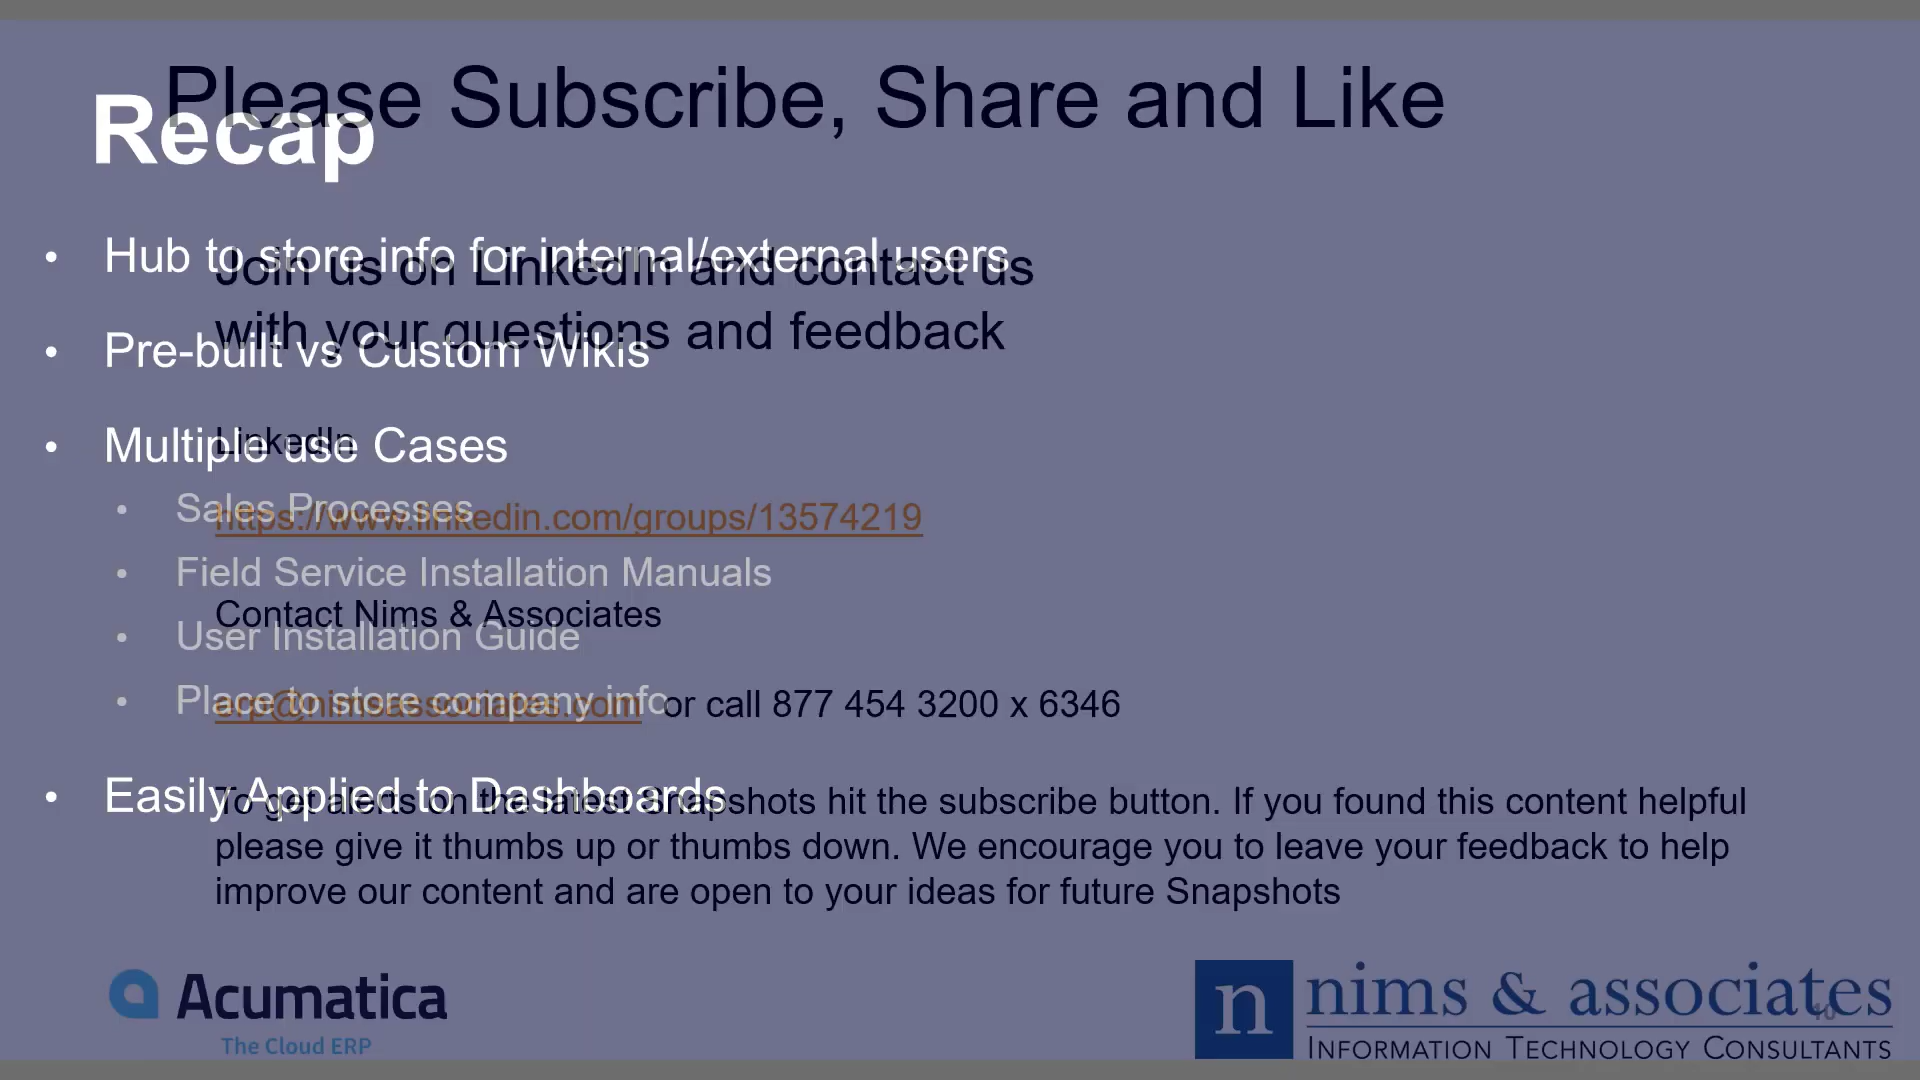 Please Subscribe, Share and Like
Recap
• Hub to store info for internal/external users
Join us on LinkedIn and contact us
with your questions and feedback
• Pre-built vs Custom Wikis
• Multiple use Cases
LinkedIn
• Sales Processes
https://www.linkedin.com/groups/13574219
• Field Service Installation Manuals
Contact Nims & Associates
• User Installation Guide
• Place to store company info
erp@nimsassociates.com or call 877 454 3200 x 6346
• Easily Applied to Dashboards
To get alerts on the latest Snapshots hit the subscribe button. If you found this content helpful
please give it thumbs up or thumbs down. We encourage you to leave your feedback to help
improve our content and are open to your ideas for future Snapshots
Acumatica
The Cloud ERP
n nims & associates
10
INFORMATION TECHNOLOGY CONSULTANTS